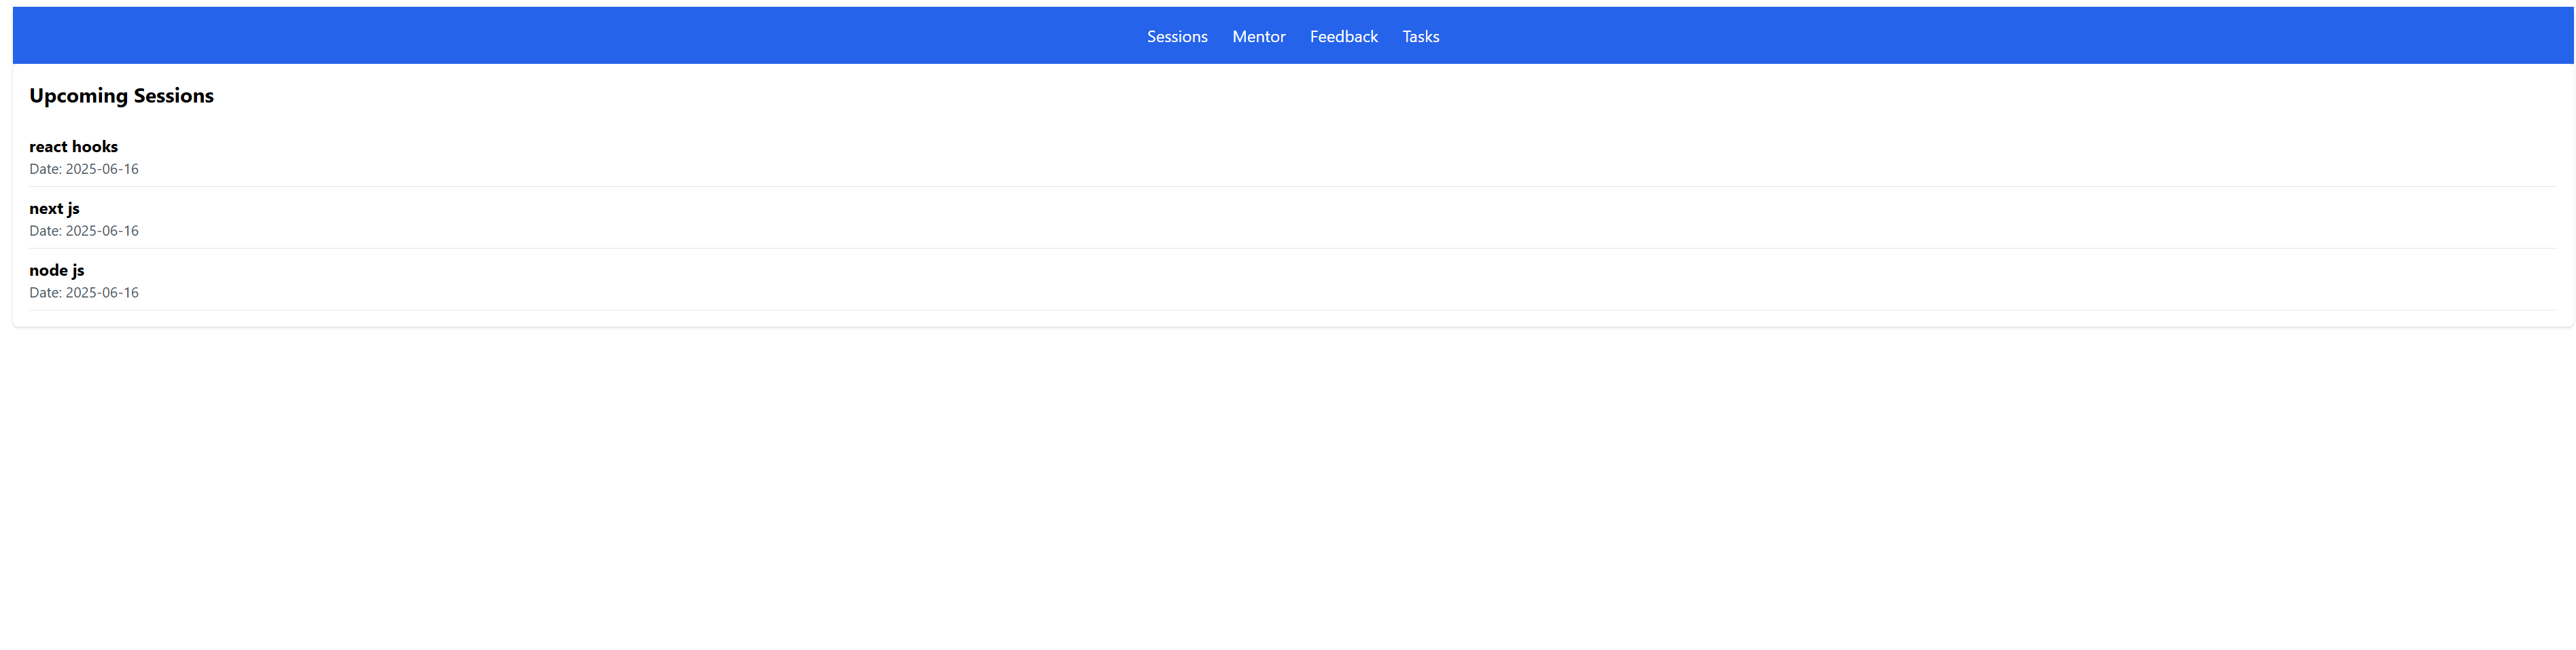 Sessions Mentor Feedback Tasks
Upcoming Sessions
react hooks
Date: 2025-06-16
next js
Date: 2025-06-16
node js
Date: 2025-06-16